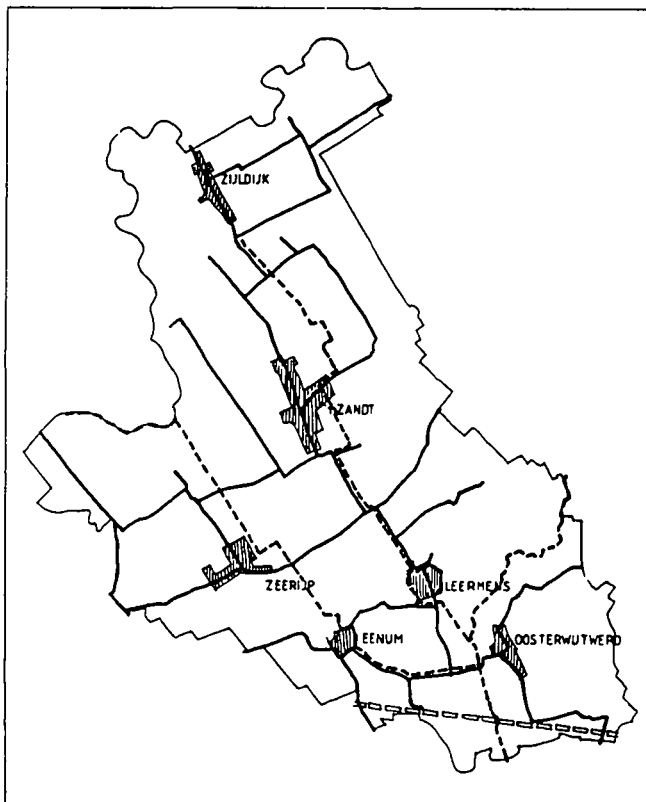 ZIJLDIJK
'T ZANDT
LEERMENS
ZEERIJP
EENUM
OOSTERWIJTWERD